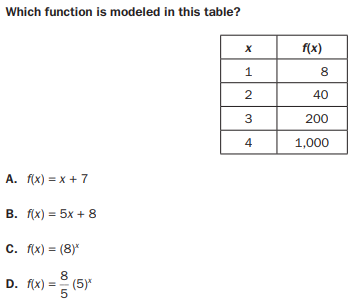 Which function is modeled in this table?
x f(x)
1 8
2 40
3 200
4 1,000
A. f(x) = x + 7
B. f(x) = 5x + 8
C. f(x) = (8)ˣ
D. f(x) = 8/5 (5)ˣ